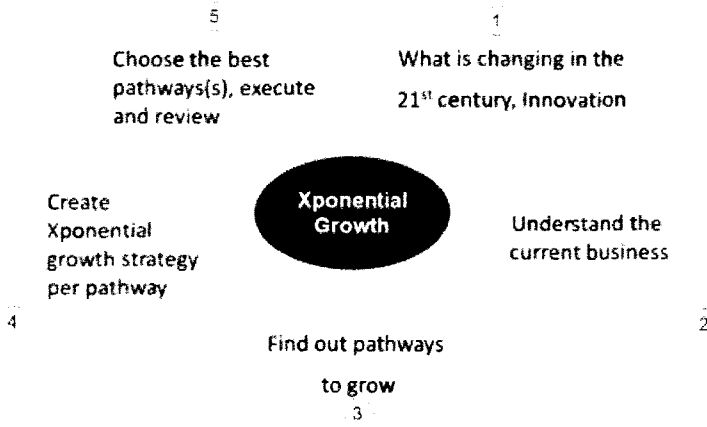 5
1
Choose the best
pathways(s), execute
and review
What is changing in the
21st century, Innovation
Xponential
Growth
Create
Xponential
growth strategy
per pathway
Understand the
current business
4
2
Find out pathways
to grow
3